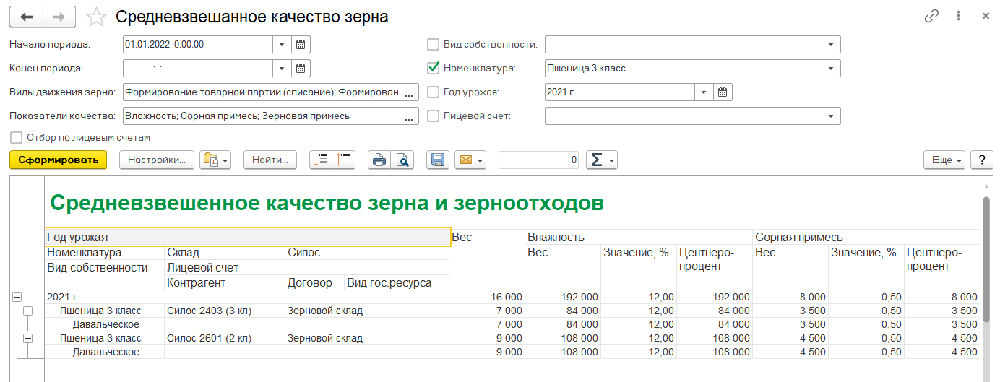 Средневзвешанное качество зерна
Начало периода: 01.01.2022 0:00:00 Вид собственности:
Конец периода: . . : : Номенклатура: Пшеница 3 класс
Виды движения зерна: Формирование товарной партии (списание); Формирован ... Год урожая: 2021 г.
Показатели качества: Влажность; Сорная примесь; Зерновая примесь ... Лицевой счет:
Отбор по лицевым счетам
Сформировать Настройки... Найти... 0 Σ Еще ?
Средневзвешенное качество зерна и зерноотходов
Год урожая Вес Влажность Сорная примесь
Номенклатура Склад Силос Вес Значение, % Центнеро- Вес Значение, % Центнеро-
Вид собственности Лицевой счет процент процент
Контрагент Договор Вид гос.ресурса
2021 г. 16 000 192 000 12,00 192 000 8 000 0,50 8 000
Пшеница 3 класс Силос 2403 (3 кл) Зерновой склад 7 000 84 000 12,00 84 000 3 500 0,50 3 500
Давальческое 7 000 84 000 12,00 84 000 3 500 0,50 3 500
Пшеница 3 класс Силос 2601 (2 кл) Зерновой склад 9 000 108 000 12,00 108 000 4 500 0,50 4 500
Давальческое 9 000 108 000 12,00 108 000 4 500 0,50 4 500